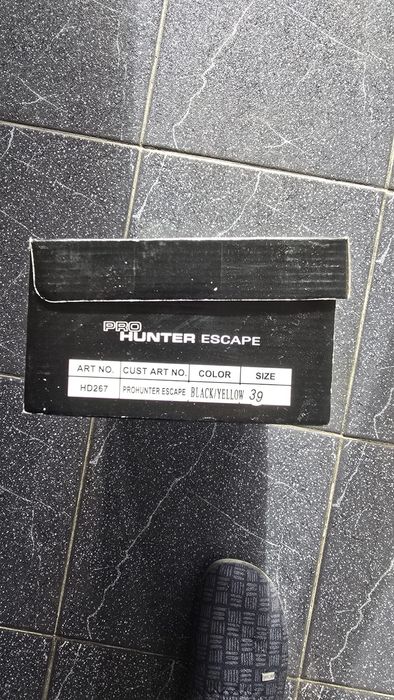 PRO
HUNTER ESCAPE
ART NO. CUST ART NO. COLOR SIZE
HD267 PROHUNTER ESCAPE BLACK/YELLOW 39